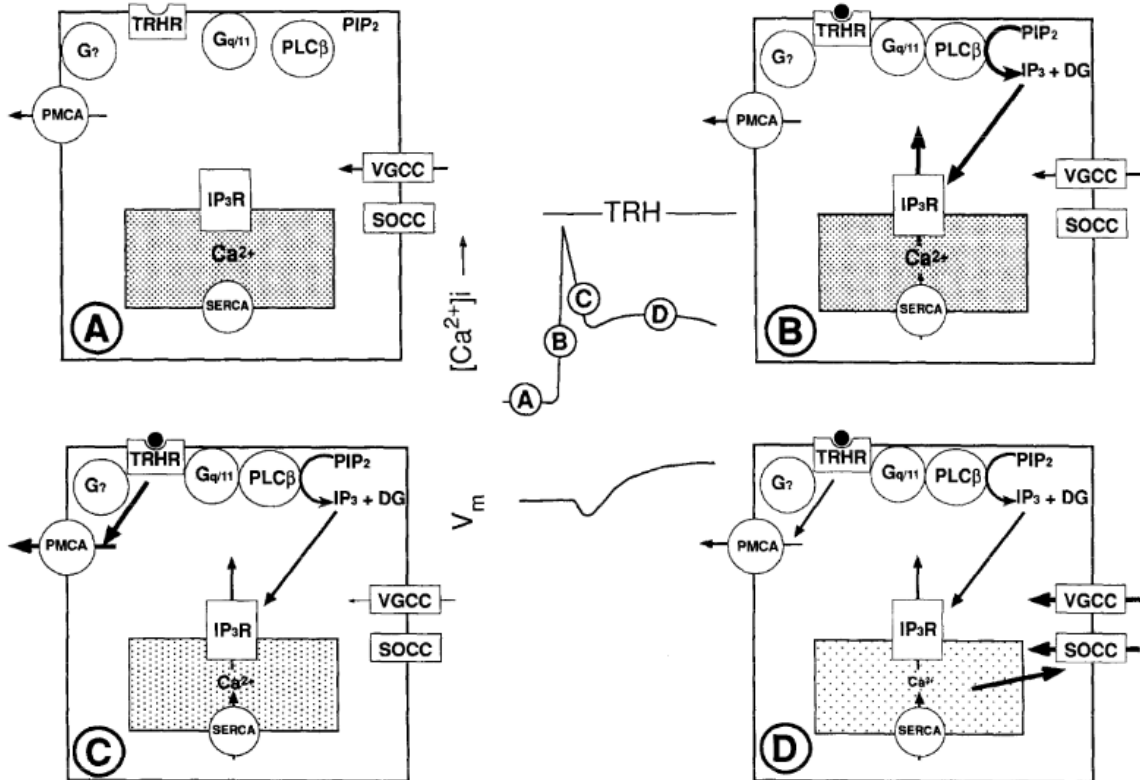 TRHR
G?
Gq/11
PLCβ
PIP₂
PMCA
VGCC
SOCC
IP₃R
Ca²⁺
SERCA
A
TRHR
G?
Gq/11
PLCβ
PIP₂
IP₃ + DG
PMCA
VGCC
SOCC
IP₃R
Ca²⁺
SERCA
B
TRH
[Ca²⁺]i →
A
B
C
D
Vm
TRHR
G?
Gq/11
PLCβ
PIP₂
IP₃ + DG
PMCA
VGCC
SOCC
IP₃R
Ca²⁺
SERCA
C
TRHR
G?
Gq/11
PLCβ
PIP₂
IP₃ + DG
PMCA
VGCC
SOCC
IP₃R
Ca²⁺
SERCA
D